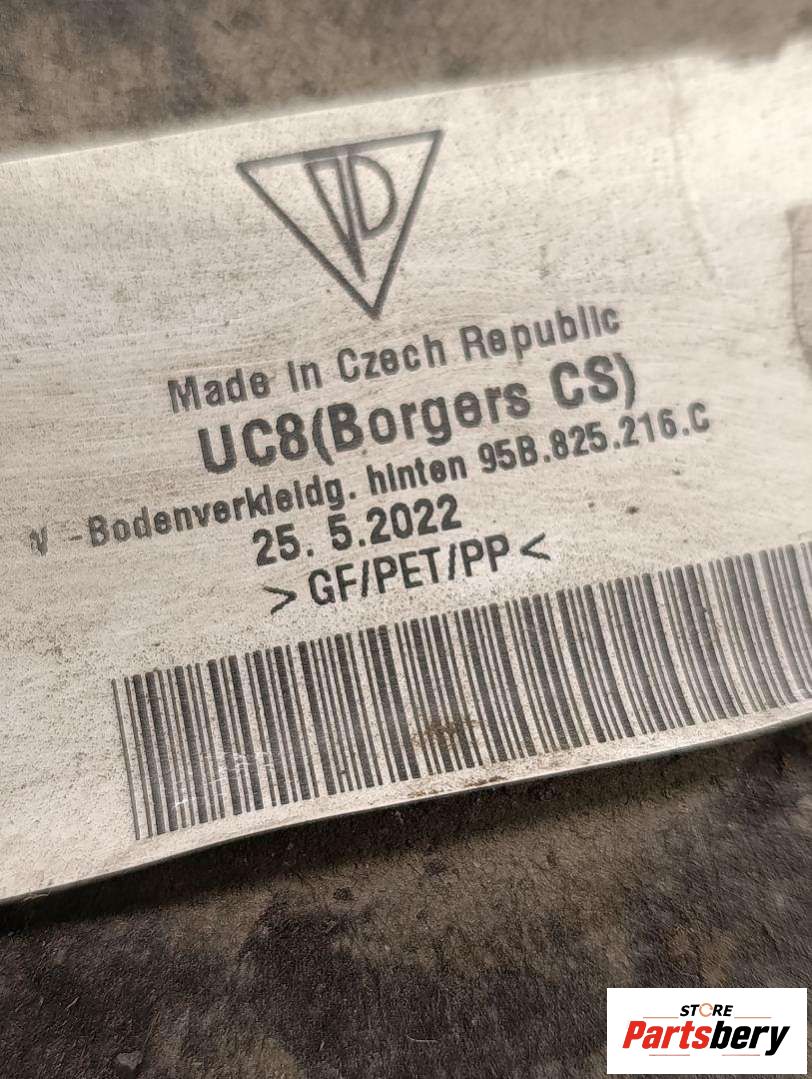 Made In Czech Republic
UC8(Borgers CS)
-Bodenverkleidg. hinten 95B.825.216.C
25. 5.2022
>GF/PET/PP<
STORE
Partsbery